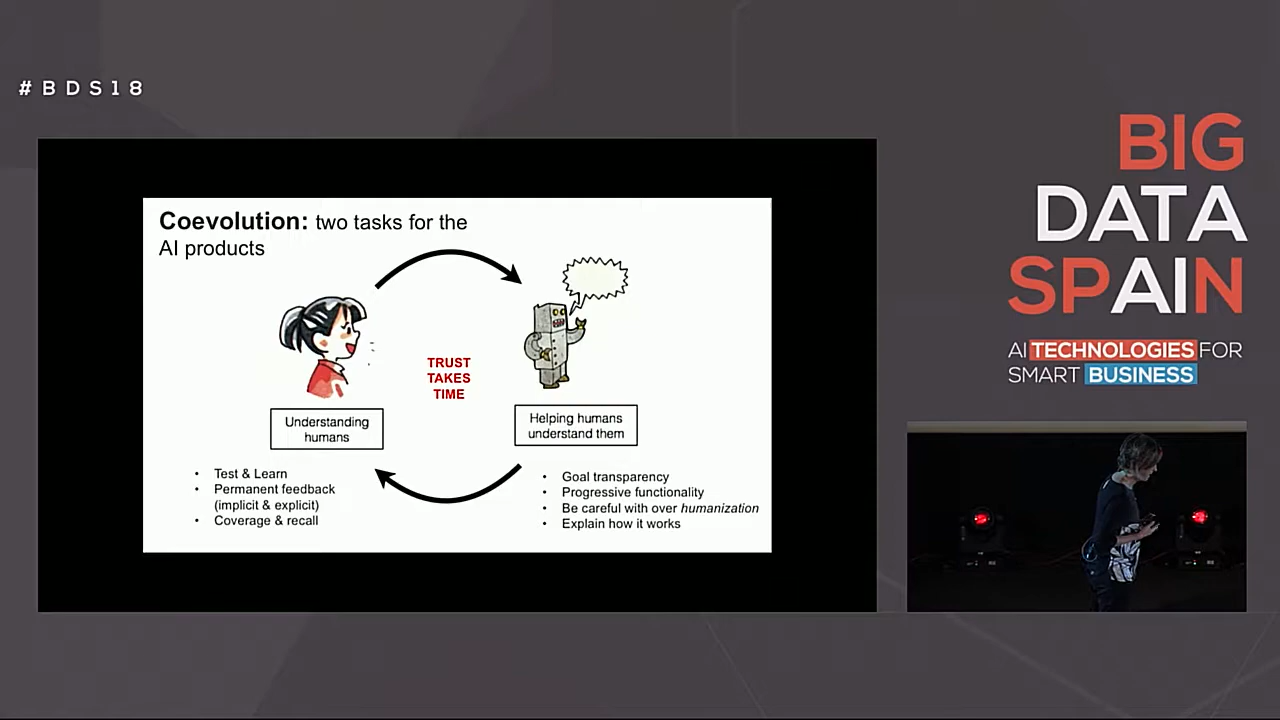 #BDS18
BIG
DATA
SPAIN
AI TECHNOLOGIES FOR
SMART BUSINESS
Coevolution: two tasks for the
AI products
TRUST
TAKES
TIME
Understanding
humans
• Test & Learn
• Permanent feedback
(implicit & explicit)
• Coverage & recall
Helping humans
understand them
• Goal transparency
• Progressive functionality
• Be careful with over humanization
• Explain how it works